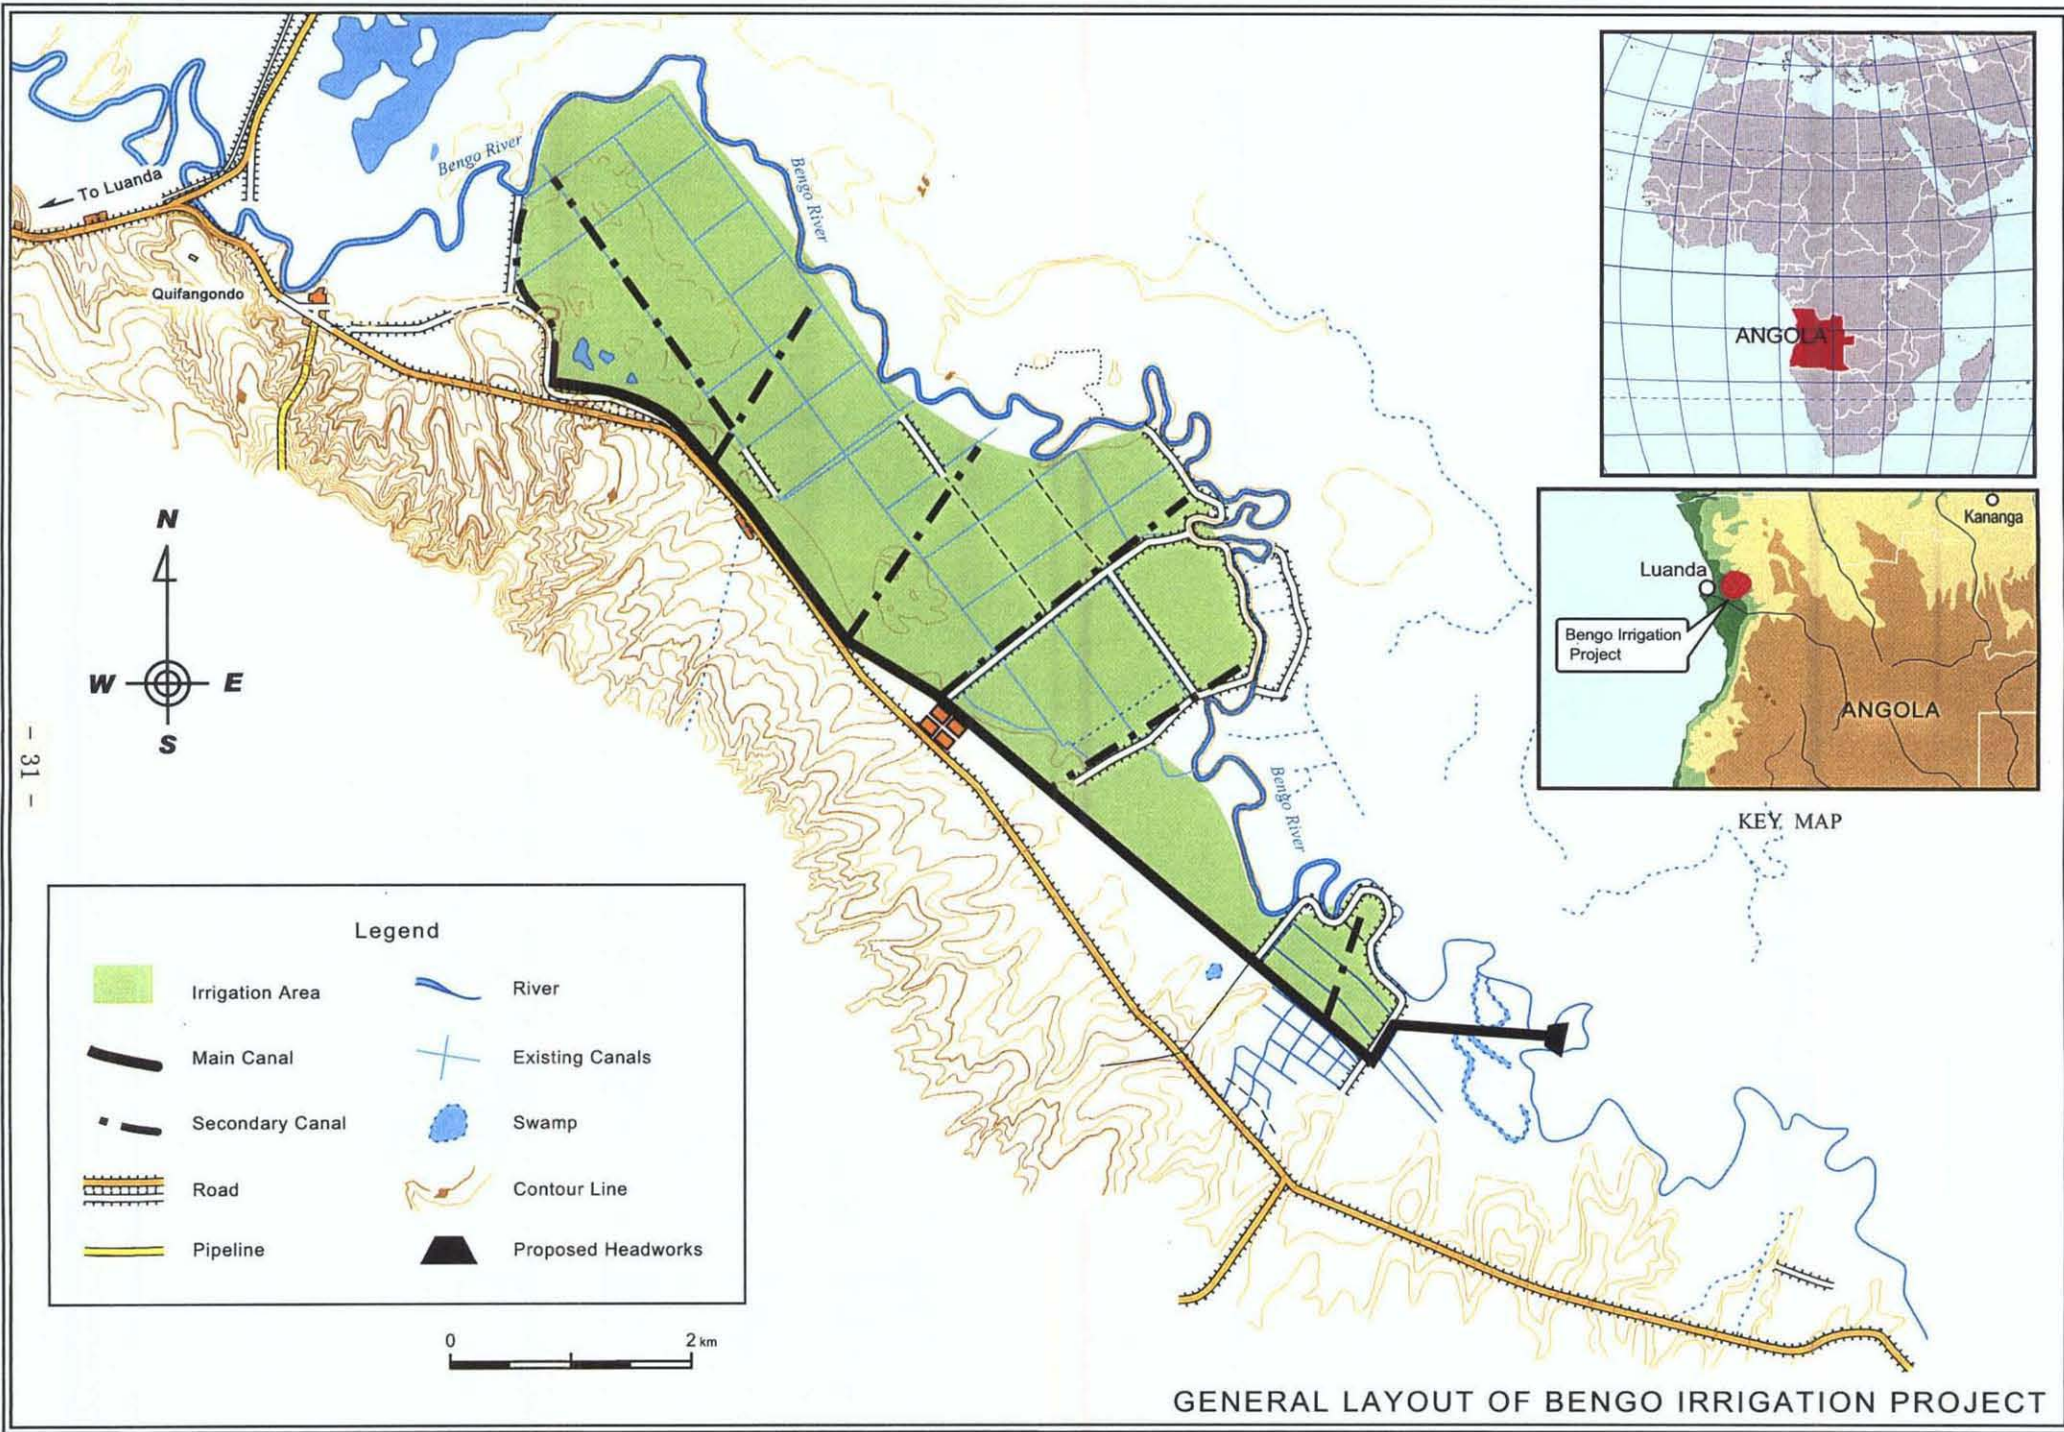 Bengo River
Bengo River
To Luanda
Quifangondo
ANGOLA
Kananga
Luanda
Bengo Irrigation
Project
ANGOLA
KEY MAP
N
W
E
S
Bengo River
- 31 -
Legend
Irrigation Area
River
Main Canal
Existing Canals
Secondary Canal
Swamp
Road
Contour Line
Pipeline
Proposed Headworks
0
2 km
GENERAL LAYOUT OF BENGO IRRIGATION PROJECT